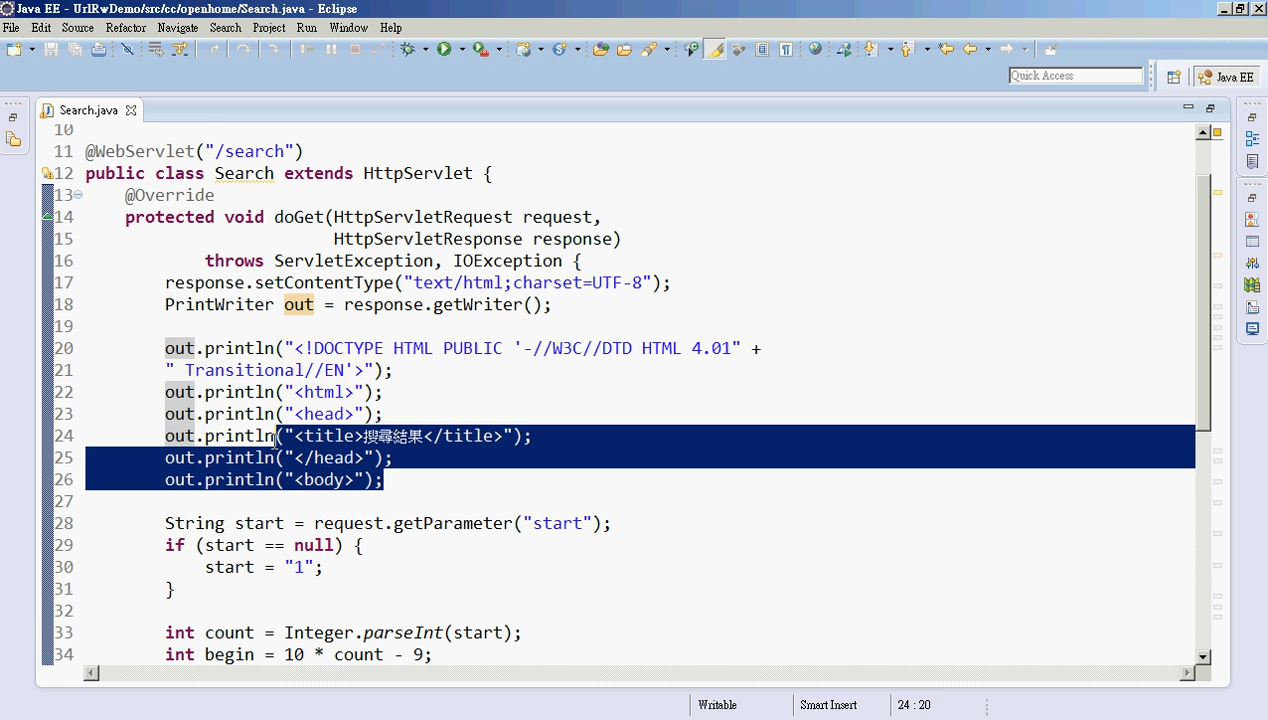 Java EE - UrlRwDemo/src/cc/openhome/Search.java - Eclipse
File Edit Source Refactor Navigate Search Project Run Window Help
Quick Access
Java EE
Search.java
10
11 @WebServlet("/search")
12 public class Search extends HttpServlet {
13 @Override
14 protected void doGet(HttpServletRequest request,
15 HttpServletResponse response)
16 throws ServletException, IOException {
17 response.setContentType("text/html;charset=UTF-8");
18 PrintWriter out = response.getWriter();
19
20 out.println("<!DOCTYPE HTML PUBLIC '-//W3C//DTD HTML 4.01" +
21 " Transitional//EN'>");
22 out.println("<html>");
23 out.println("<head>");
24 out.println("<title>搜尋結果</title>");
25 out.println("</head>");
26 out.println("<body>");
27
28 String start = request.getParameter("start");
29 if (start == null) {
30 start = "1";
31 }
32
33 int count = Integer.parseInt(start);
34 int begin = 10 * count - 9;
Writable Smart Insert 24 : 20